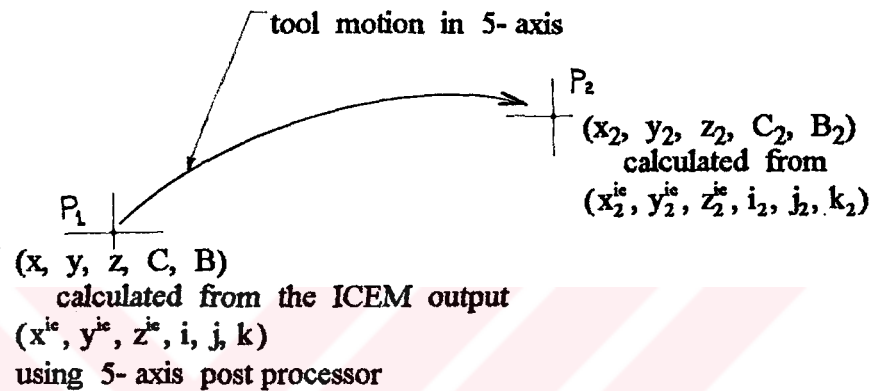 tool motion in 5-axis
P₂
(x₂, y₂, z₂, C₂, B₂)
calculated from
(x₂ⁱᵉ, y₂ⁱᵉ, z₂ⁱᵉ, i₂, j₂, k₂)
P₁
(x, y, z, C, B)
calculated from the ICEM output
(xⁱᵉ, yⁱᵉ, zⁱᵉ, i, j, k)
using 5-axis post processor